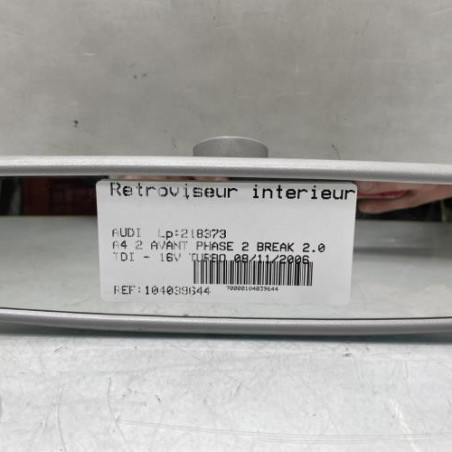 Retroviseur interieur
AUDI Lp:218373
A4 2 AVANT PHASE 2 BREAK 2.0
TDI - 16V TURBO 08/11/2006
REF:104039644
70000104039644